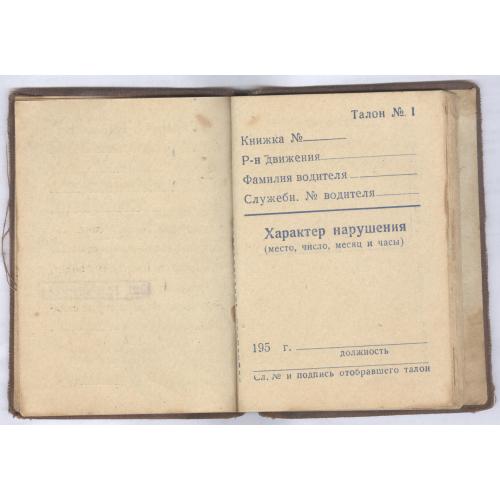 Талон № 1
Книжка №
Р-н движения
Фамилия водителя
Служебн. № водителя
Характер нарушения
(место, число, месяц и часы)
195 г.
должность
Сл. № и подпись отобравшего талон